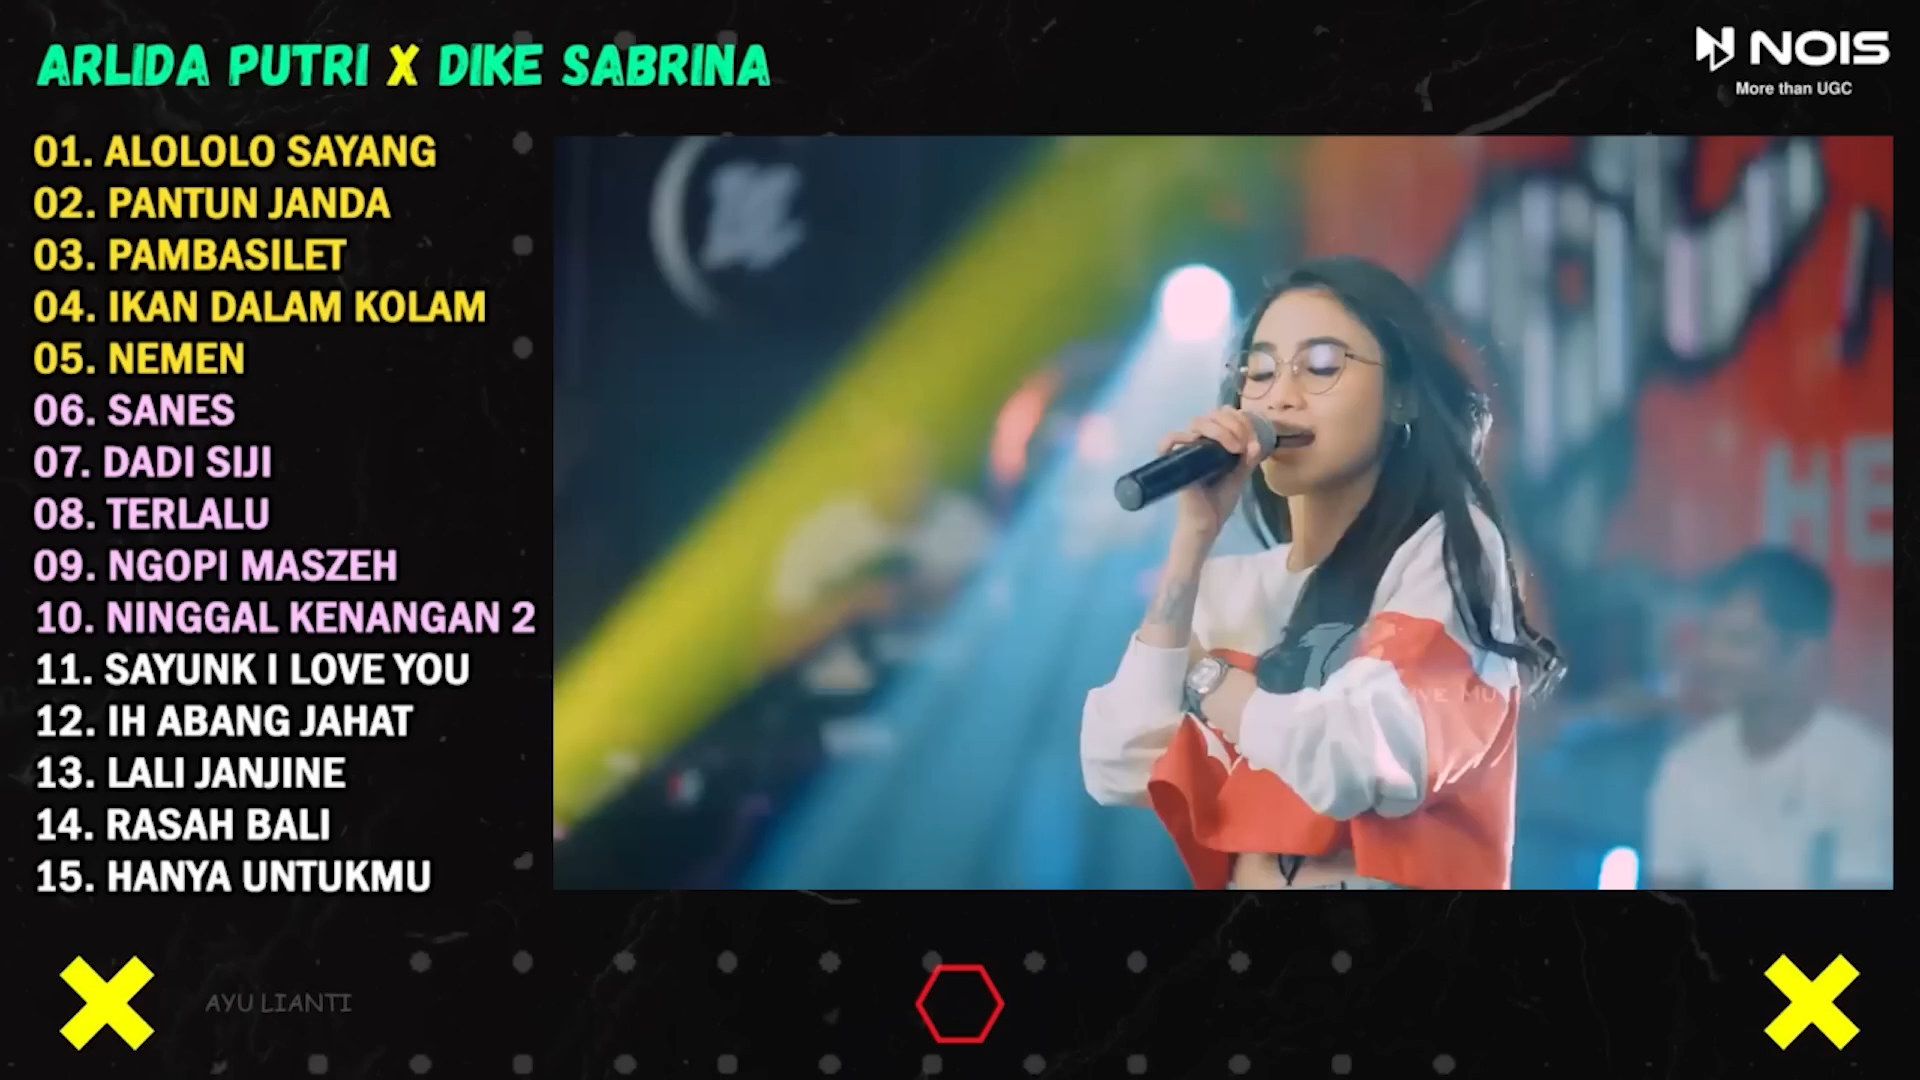 ARLIDA PUTRI X DIKE SABRINA
NOIS
More than UGC
01. ALOLOLO SAYANG
02. PANTUN JANDA
03. PAMBASILET
04. IKAN DALAM KOLAM
05. NEMEN
06. SANES
07. DADI SIJI
08. TERLALU
09. NGOPI MASZEH
10. NINGGAL KENANGAN 2
11. SAYUNK I LOVE YOU
12. IH ABANG JAHAT
13. LALI JANJINE
14. RASAH BALI
15. HANYA UNTUKMU
AYU LIANTI